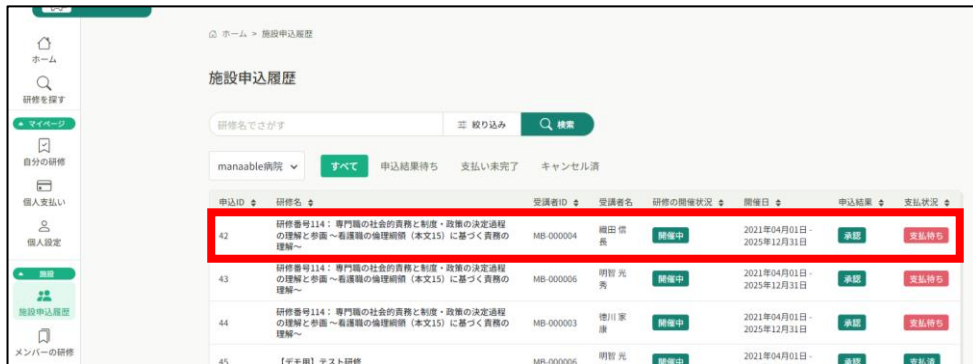 ホーム > 施設申込履歴
ホーム
研修を探す
マイページ
自分の研修
個人支払い
個人設定
施設
施設申込履歴
メンバーの研修
施設申込履歴
研修名でさがす
絞り込み
検索
manaable病院
すべて
申込結果待ち
支払い未完了
キャンセル済
申込ID 研修名 受講者ID 受講者名 研修の開催状況 開催日 申込結果 支払状況
42
研修番号114： 専門職の社会的責務と制度・政策の決定過程
の理解と参画 ～看護職の倫理綱領（本文15）に基づく責務の
理解～
MB-000004
織田 信
長
開催中
2021年04月01日 -
2025年12月31日
承認
支払待ち
43
研修番号114： 専門職の社会的責務と制度・政策の決定過程
の理解と参画 ～看護職の倫理綱領（本文15）に基づく責務の
理解～
MB-000006
明智 光
秀
開催中
2021年04月01日 -
2025年12月31日
承認
支払待ち
44
研修番号114： 専門職の社会的責務と制度・政策の決定過程
の理解と参画 ～看護職の倫理綱領（本文15）に基づく責務の
理解～
MB-000003
徳川 家
康
開催中
2021年04月01日 -
2025年12月31日
承認
支払待ち
45
【デモ用】テスト研修
MB-000006
明智 光
開催中
2021年04月01日 -
承認
支払済